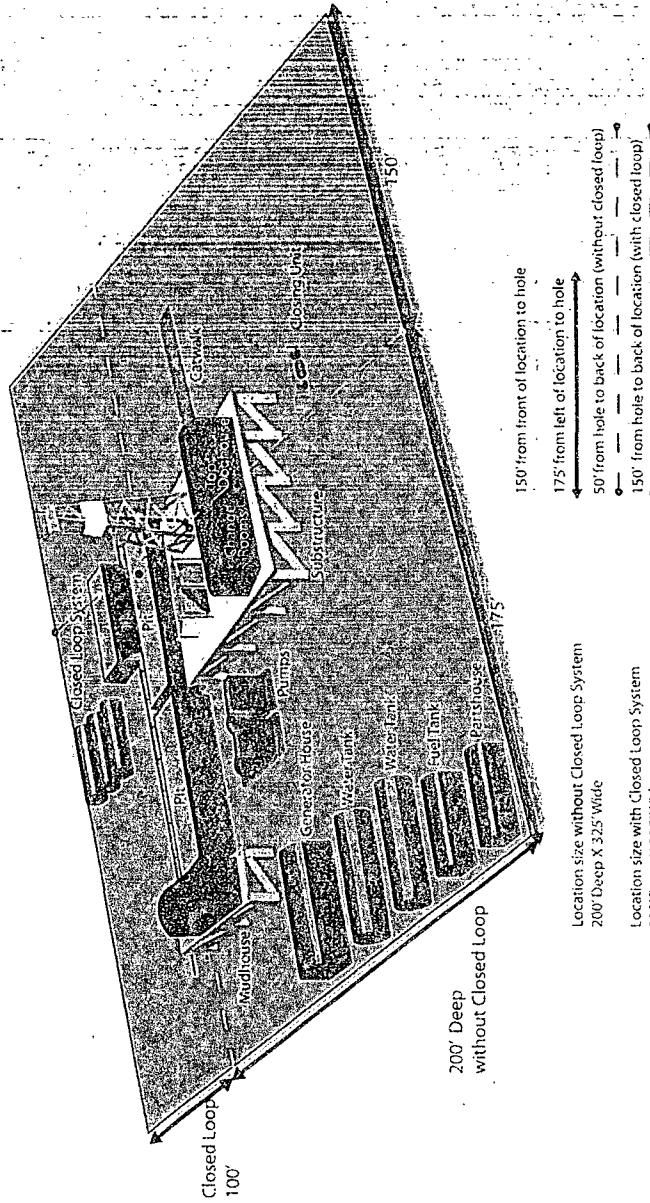 Closed Loop System
Pit
Pit
Catwalk
Closing Unit
Change
Room
Substructure
Pumps
Mudhouse
Generator House
Water Tank
Water Tank
Fuel Tank
Partshouse
Closed Loop
100'
200' Deep
without Closed Loop
175'
150'
150' from front of location to hole
175' from left of location to hole
50' from hole to back of location (without closed loop)
150' from hole to back of location (with closed loop)
Location size without Closed Loop System
200' Deep X 325' Wide
Location size with Closed Loop System